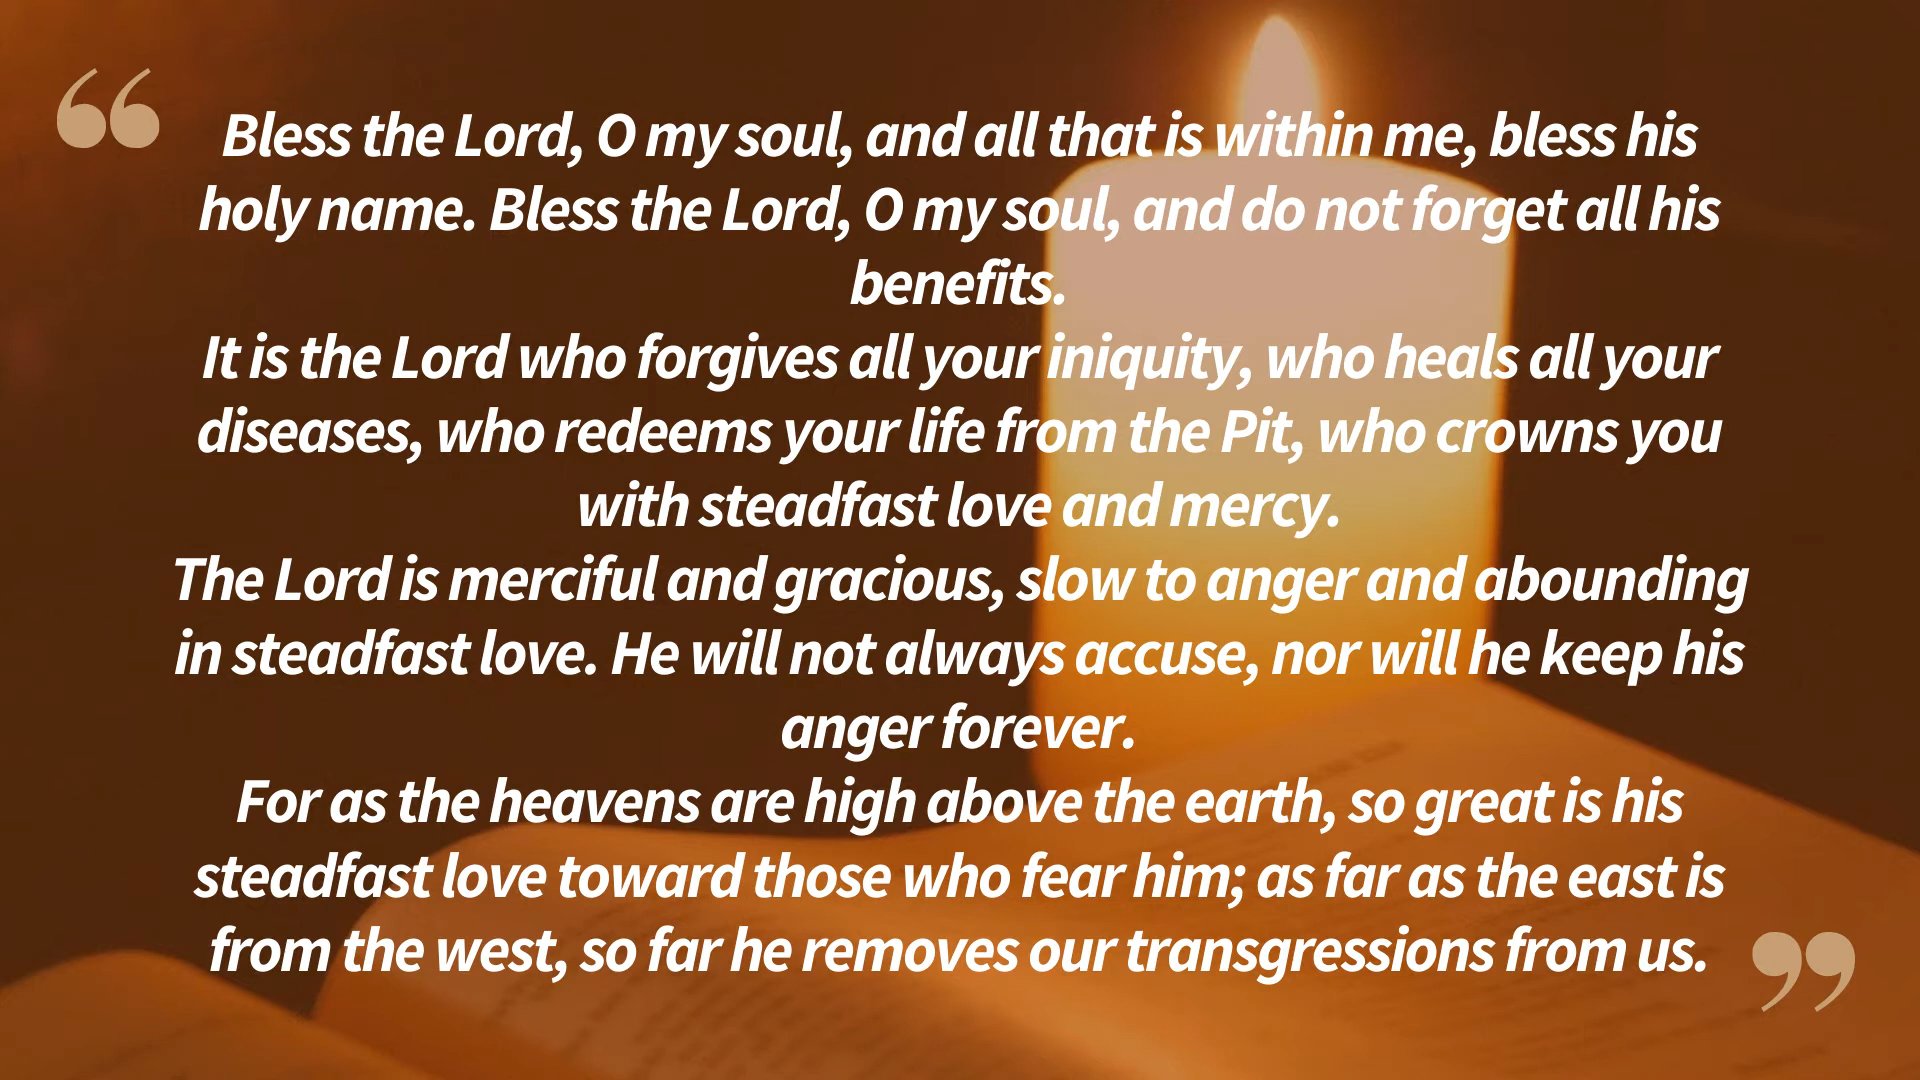 “
Bless the Lord, O my soul, and all that is within me, bless his
holy name. Bless the Lord, O my soul, and do not forget all his
benefits.
It is the Lord who forgives all your iniquity, who heals all your
diseases, who redeems your life from the Pit, who crowns you
with steadfast love and mercy.
The Lord is merciful and gracious, slow to anger and abounding
in steadfast love. He will not always accuse, nor will he keep his
anger forever.
For as the heavens are high above the earth, so great is his
steadfast love toward those who fear him; as far as the east is
from the west, so far he removes our transgressions from us.
”